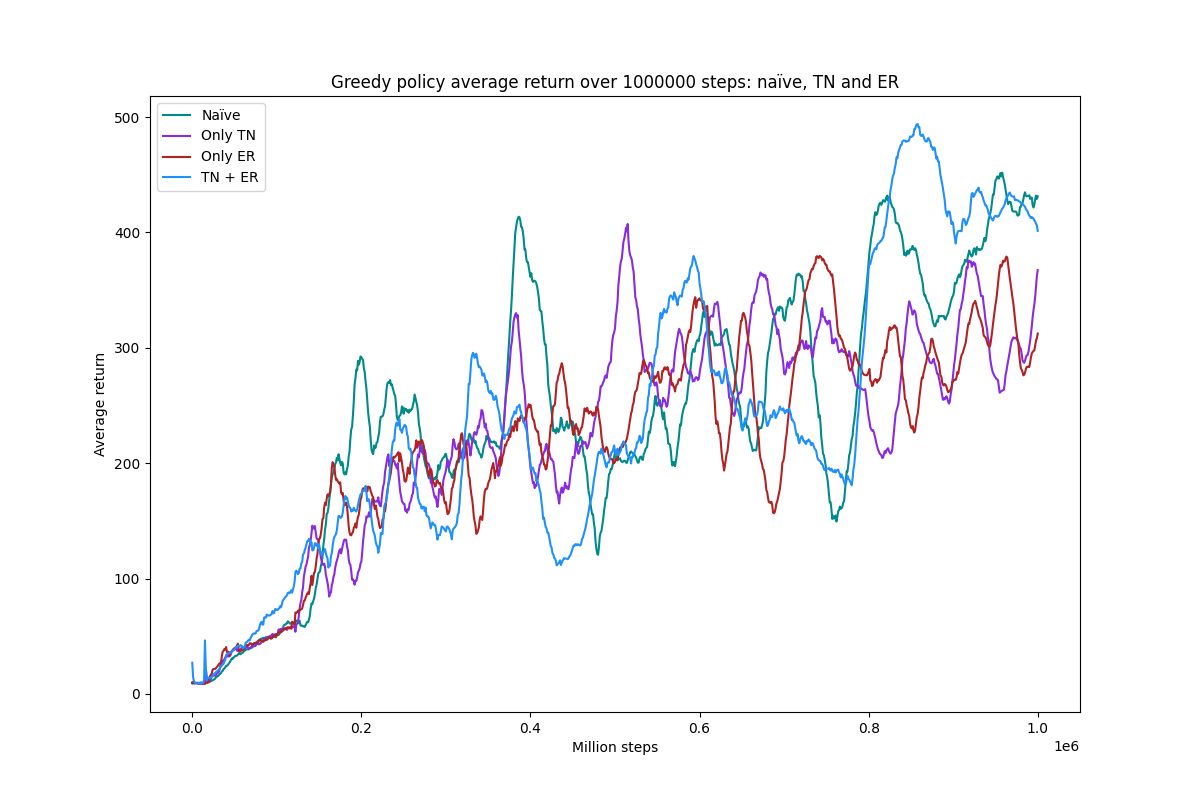 Greedy policy average return over 1000000 steps: naïve, TN and ER
Naïve
Only TN
Only ER
TN + ER
500
400
300
200
100
0
Average return
0.0 0.2 0.4 0.6 0.8 1.0
1e6
Million steps